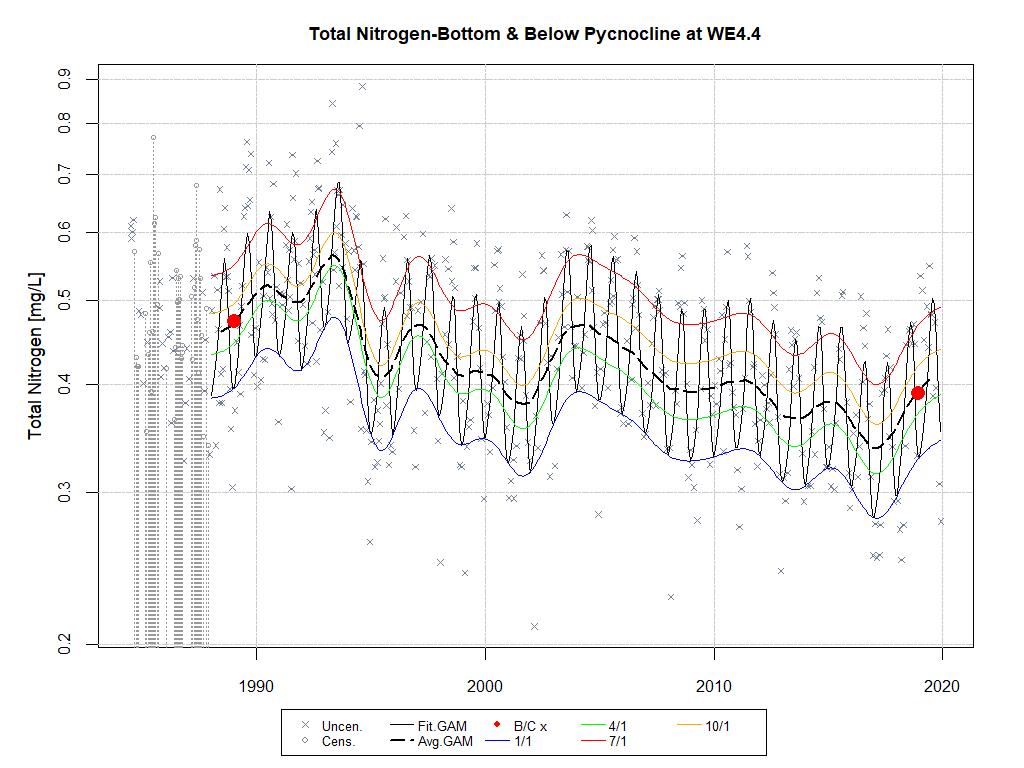 Total Nitrogen-Bottom & Below Pycnocline at WE4.4
Total Nitrogen [mg/L]
0.9
0.8
0.7
0.6
0.5
0.4
0.3
0.2
1990 2000 2010 2020
Uncen. Fit.GAM B/C x 4/1 10/1
Cens. Avg.GAM 1/1 7/1